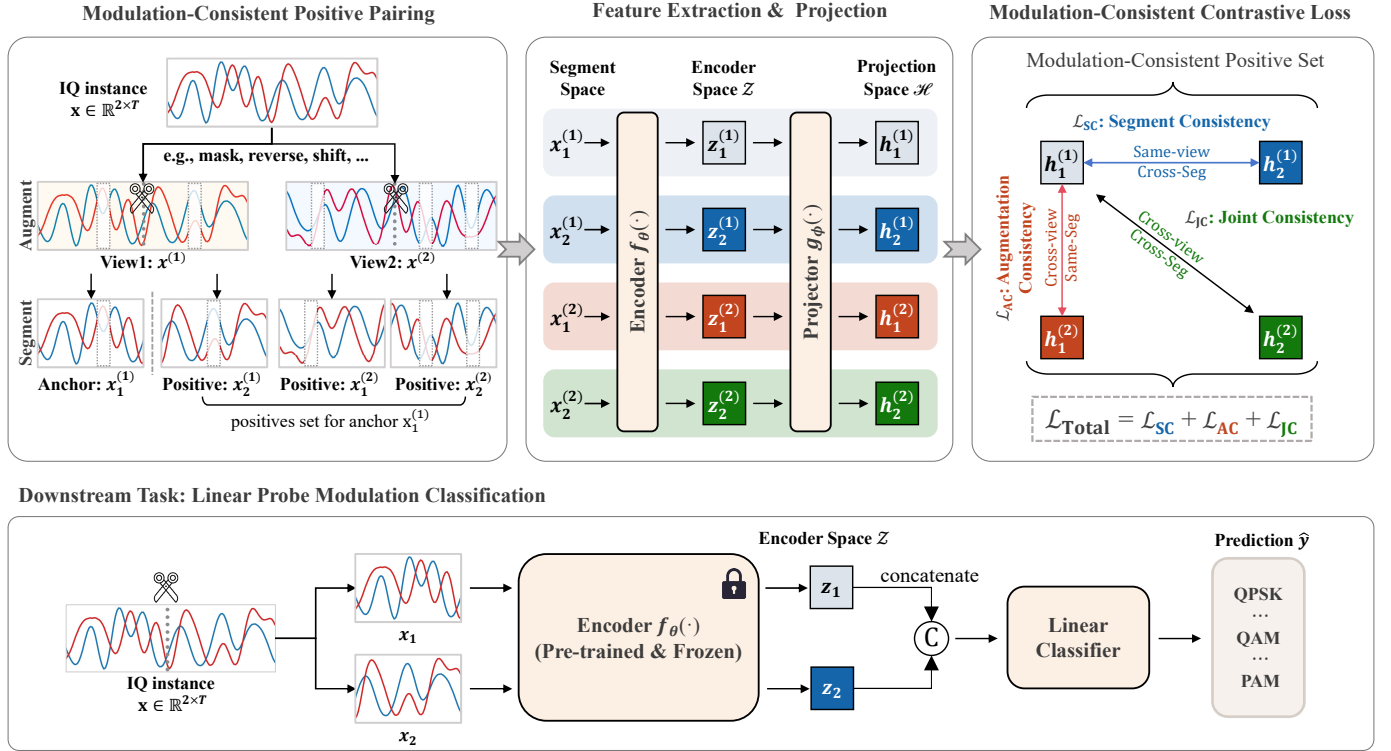 Modulation-Consistent Positive Pairing
IQ instance
x ∈ ℝ^{2×T}
e.g., mask, reverse, shift, ...
Augment
View1: x^{(1)}
View2: x^{(2)}
Segment
Anchor: x_1^{(1)}
Positive: x_2^{(1)}
Positive: x_1^{(2)}
Positive: x_2^{(2)}
positives set for anchor x_1^{(1)}
Feature Extraction & Projection
Segment
Space
Encoder
Space 𝒵
Projection
Space ℋ
x_1^{(1)}
z_1^{(1)}
h_1^{(1)}
x_2^{(1)}
z_2^{(1)}
h_2^{(1)}
x_1^{(2)}
z_1^{(2)}
h_1^{(2)}
x_2^{(2)}
z_2^{(2)}
h_2^{(2)}
Encoder f_θ(·)
Projector g_ϕ(·)
Modulation-Consistent Contrastive Loss
Modulation-Consistent Positive Set
ℒ_SC: Segment Consistency
h_1^{(1)}
Same-view
Cross-Seg
h_2^{(1)}
ℒ_AC: Augmentation
Consistency
Cross-view
Same-Seg
ℒ_JC: Joint Consistency
Cross-view
Cross-Seg
h_1^{(2)}
h_2^{(2)}
ℒ_Total = ℒ_SC + ℒ_AC + ℒ_JC
Downstream Task: Linear Probe Modulation Classification
IQ instance
x ∈ ℝ^{2×T}
x_1
x_2
Encoder f_θ(·)
(Pre-trained & Frozen)
Encoder Space 𝒵
z_1
z_2
concatenate
C
Linear
Classifier
Prediction ŷ
QPSK
...
QAM
...
PAM